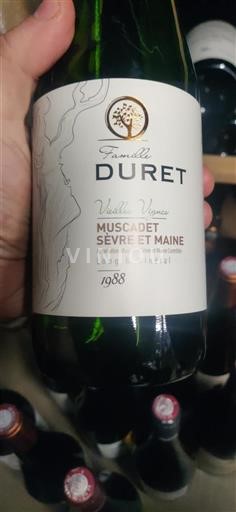 Famille
DURET
Vieilles Vignes
MUSCADET
SÈVRE ET MAINE
1988